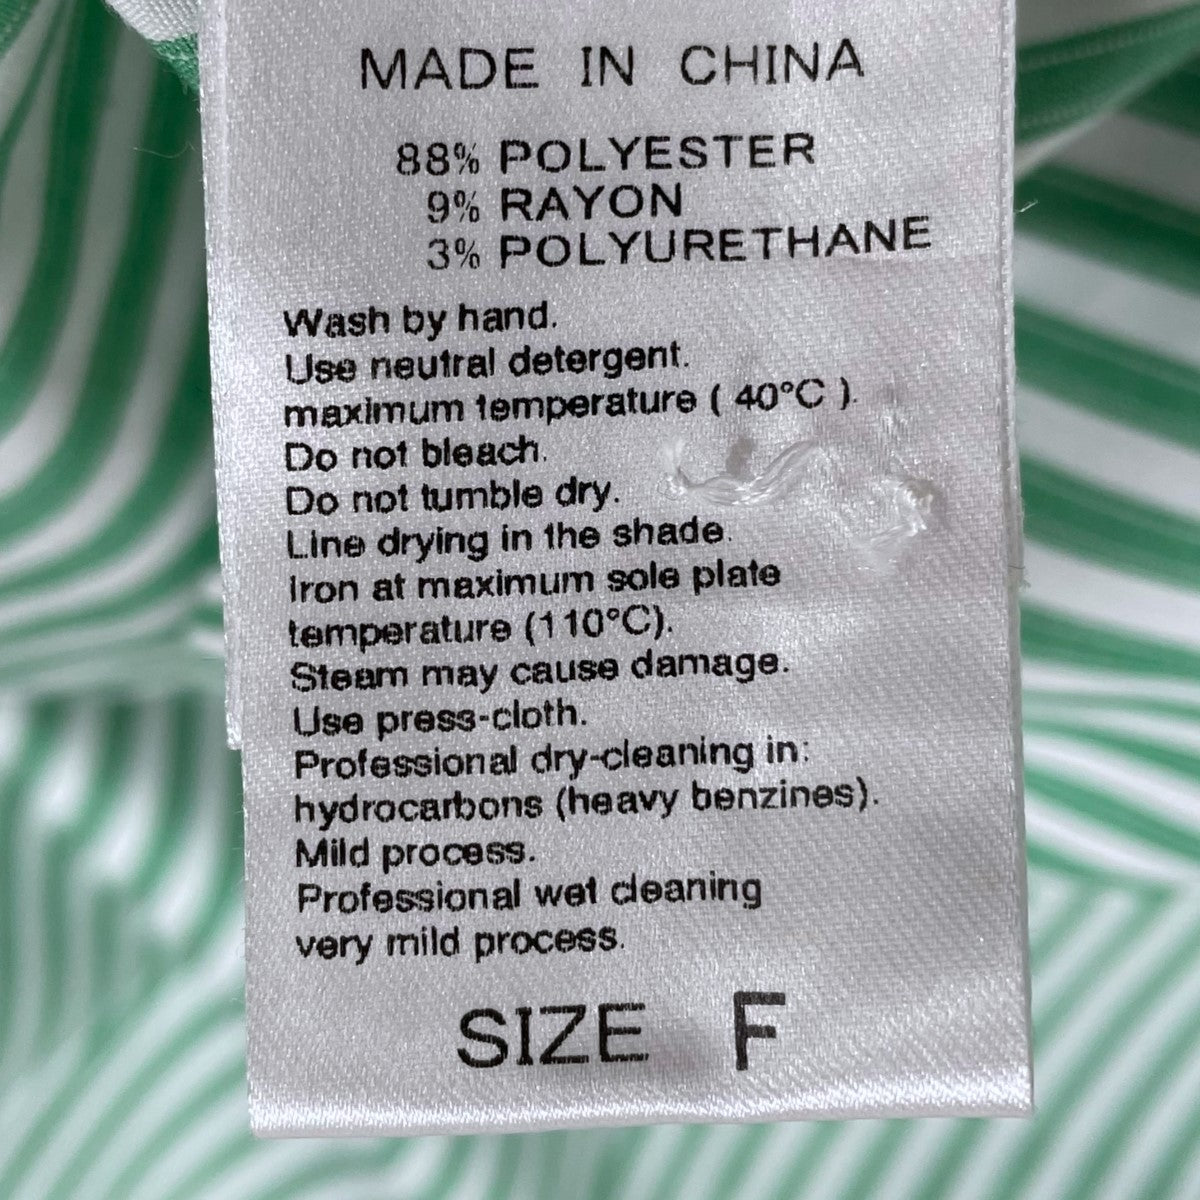 MADE IN CHINA
88% POLYESTER
9% RAYON
3% POLYURETHANE
Wash by hand.
Use neutral detergent.
maximum temperature ( 40°C ).
Do not bleach.
Do not tumble dry.
Line drying in the shade.
Iron at maximum sole plate
temperature (110°C).
Steam may cause damage.
Use press-cloth.
Professional dry-cleaning in:
hydrocarbons (heavy benzines).
Mild process.
Professional wet cleaning
very mild process.
SIZE F